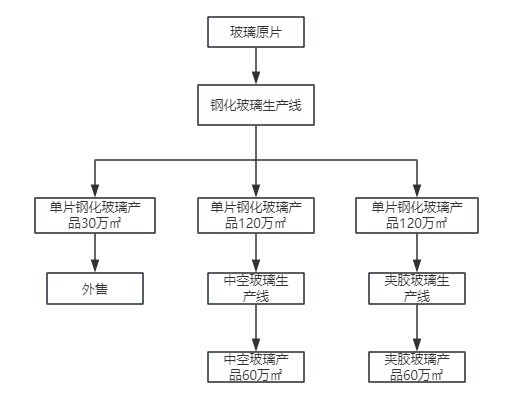 玻璃原片
钢化玻璃生产线
单片钢化玻璃产
品30万㎡
单片钢化玻璃产
品120万㎡
单片钢化玻璃产
品120万㎡
外售
中空玻璃生
产线
夹胶玻璃生
产线
中空玻璃产
品60万㎡
夹胶玻璃产
品60万㎡